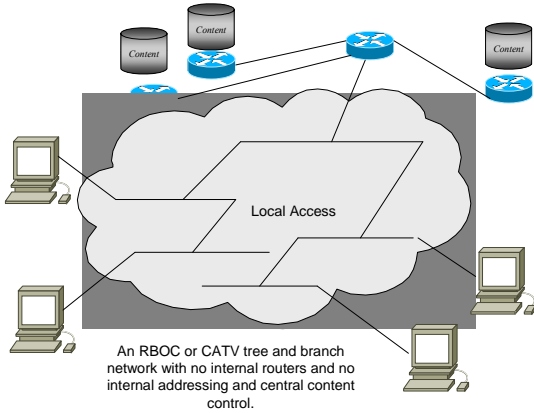 Content
Content
Content
Local Access
An RBOC or CATV tree and branch
network with no internal routers and no
internal addressing and central content
control.